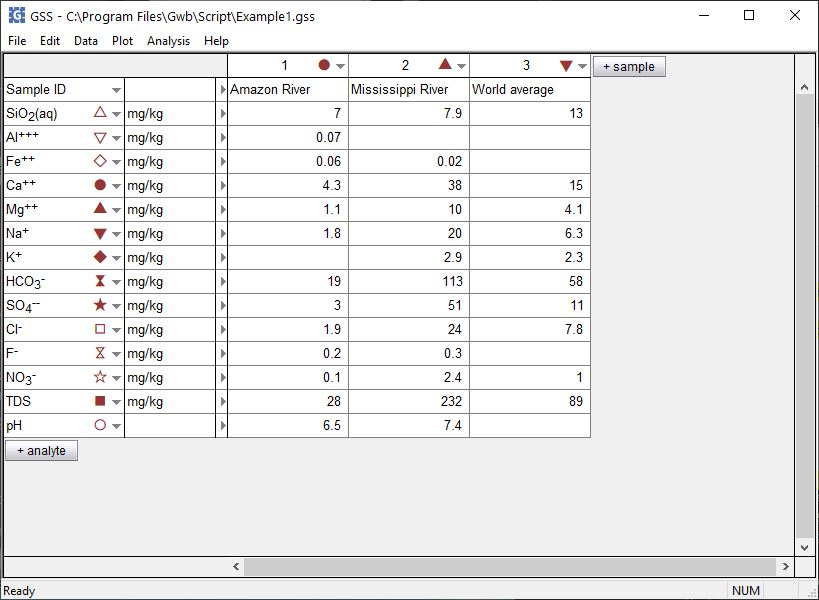 GSS - C:\Program Files\Gwb\Script\Example1.gss
File Edit Data Plot Analysis Help
1 2 3 + sample
Sample ID Amazon River Mississippi River World average
SiO2(aq) mg/kg 7 7.9 13
Al+++ mg/kg 0.07
Fe++ mg/kg 0.06 0.02
Ca++ mg/kg 4.3 38 15
Mg++ mg/kg 1.1 10 4.1
Na+ mg/kg 1.8 20 6.3
K+ mg/kg 2.9 2.3
HCO3- mg/kg 19 113 58
SO4-- mg/kg 3 51 11
Cl- mg/kg 1.9 24 7.8
F- mg/kg 0.2 0.3
NO3- mg/kg 0.1 2.4 1
TDS mg/kg 28 232 89
pH 6.5 7.4
+ analyte
Ready NUM